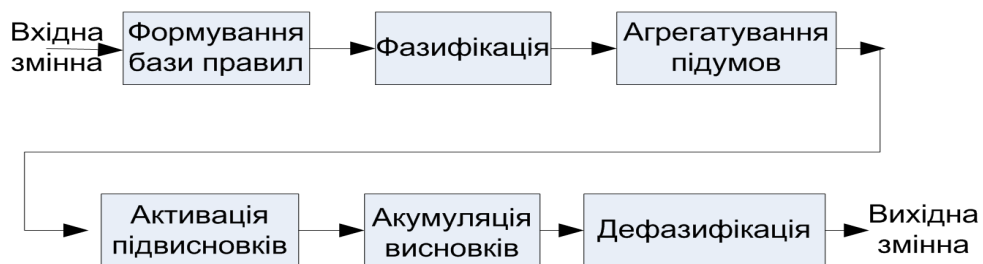 Вхідна
змінна
Формування
бази правил
Фазифікація
Агрегатування
підумов
Активація
підвисновків
Акумуляція
висновків
Дефазифікація
Вихідна
змінна